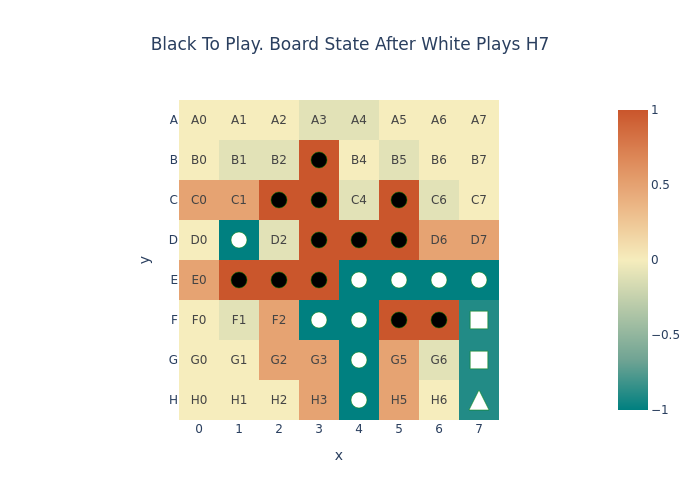 Black To Play. Board State After White Plays H7
A A0 A1 A2 A3 A4 A5 A6 A7
B B0 B1 B2 B4 B5 B6 B7
C C0 C1 C4 C6 C7
D D0 D2 D6 D7
E E0
F F0 F1 F2
G G0 G1 G2 G3 G5 G6
H H0 H1 H2 H3 H5 H6
0 1 2 3 4 5 6 7
x
y
1
0.5
0
−0.5
−1